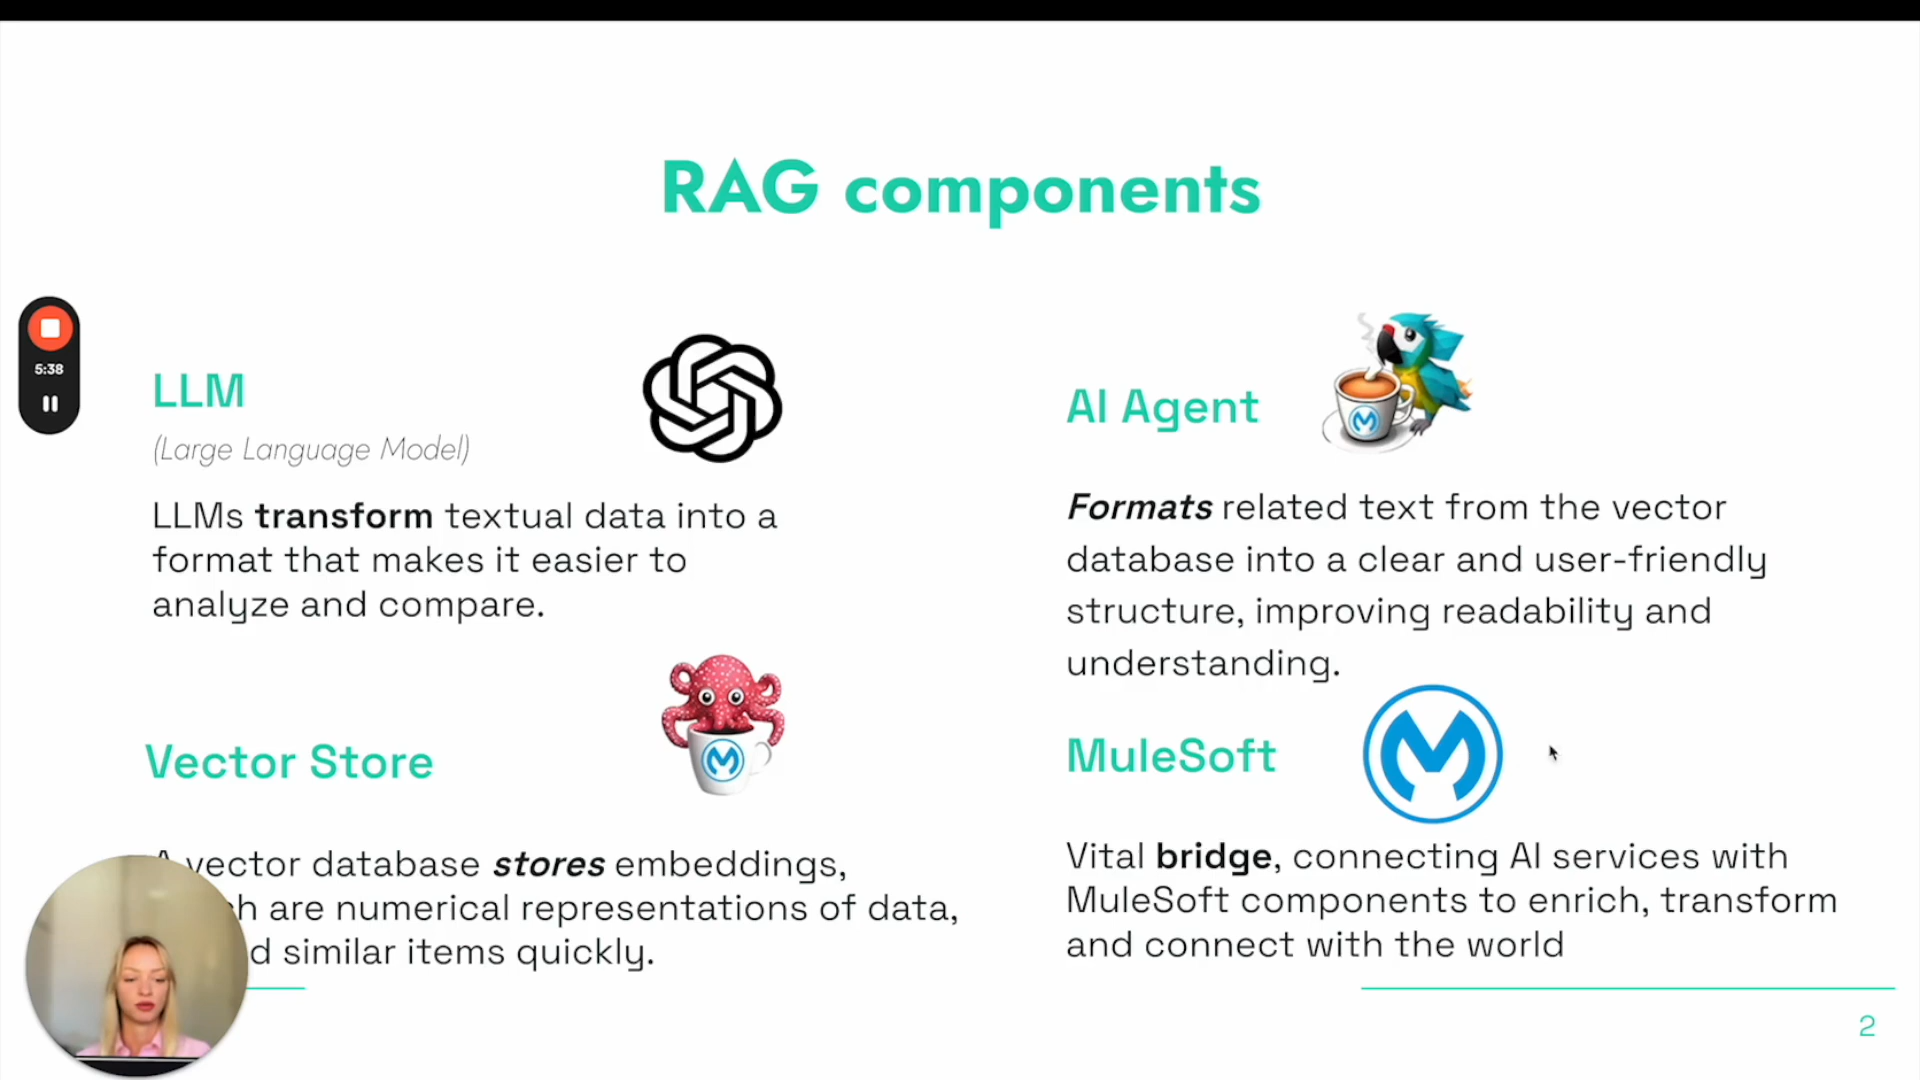 RAG components
5:38
LLM
(Large Language Model)
LLMs transform textual data into a
format that makes it easier to
analyze and compare.
Vector Store
vector database stores embeddings,
are numerical representations of data,
similar items quickly.
AI Agent
Formats related text from the vector
database into a clear and user-friendly
structure, improving readability and
understanding.
MuleSoft
Vital bridge, connecting AI services with
MuleSoft components to enrich, transform
and connect with the world
2